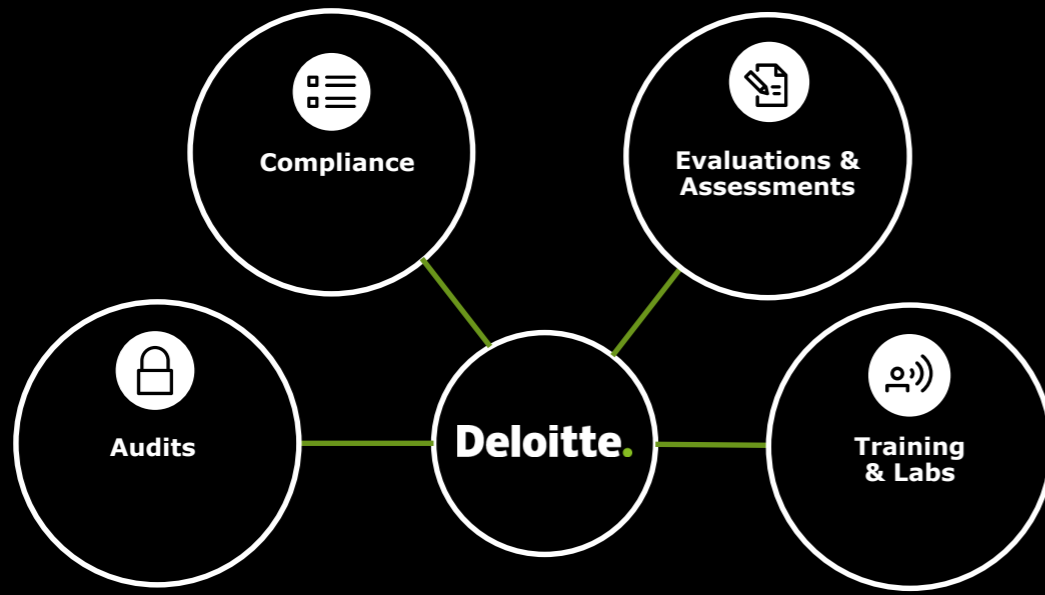 Compliance
Evaluations &
Assessments
Audits
Deloitte.
Training
& Labs